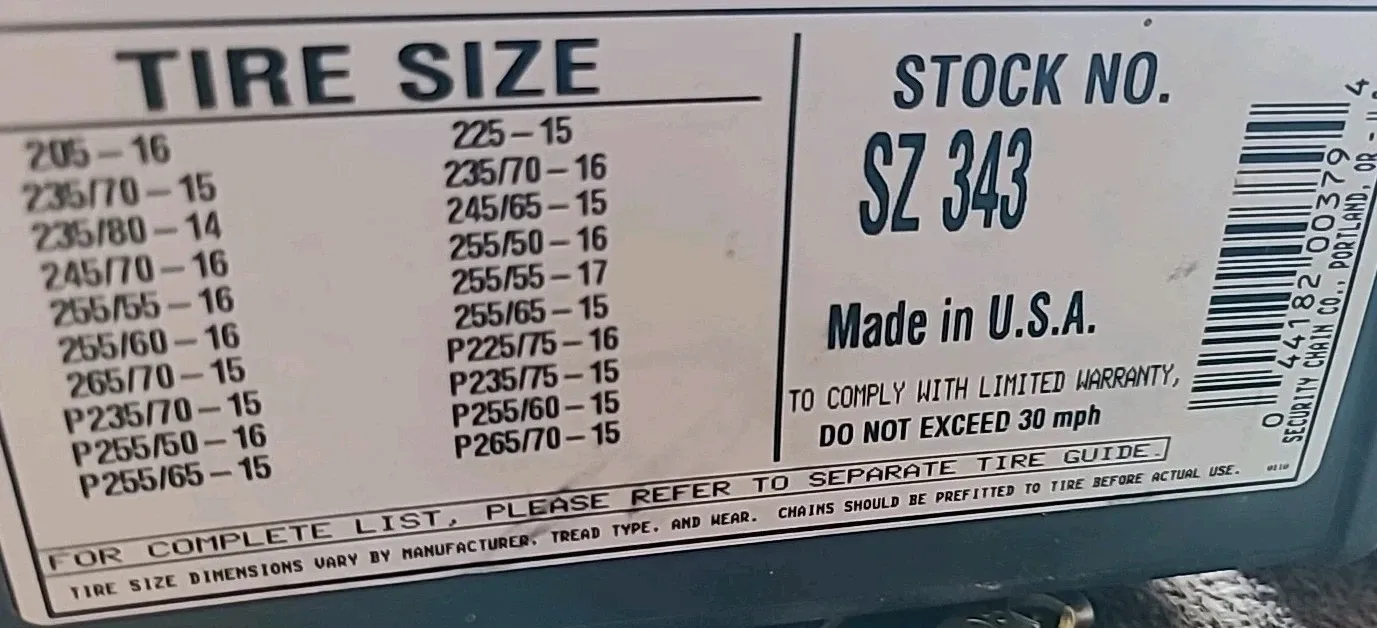 TIRE SIZE
205-16
235/70-15
235/80-14
245/70-16
255/55-16
255/60-16
265/70-15
P235/70-15
P255/50-16
P255/65-15
225-15
235/70-16
245/65-15
255/50-16
255/55-17
255/65-15
P225/75-16
P235/75-15
P255/60-15
P265/70-15
STOCK NO.
SZ 343
Made in U.S.A.
TO COMPLY WITH LIMITED WARRANTY,
DO NOT EXCEED 30 mph
FOR COMPLETE LIST, PLEASE REFER TO SEPARATE TIRE GUIDE.
TIRE SIZE DIMENSIONS VARY BY MANUFACTURER, TREAD TYPE, AND WEAR. CHAINS SHOULD BE PREFITTED TO TIRE BEFORE ACTUAL USE.
0 44182 00379 4
SECURITY CHAIN CO., PORTLAND, OR -